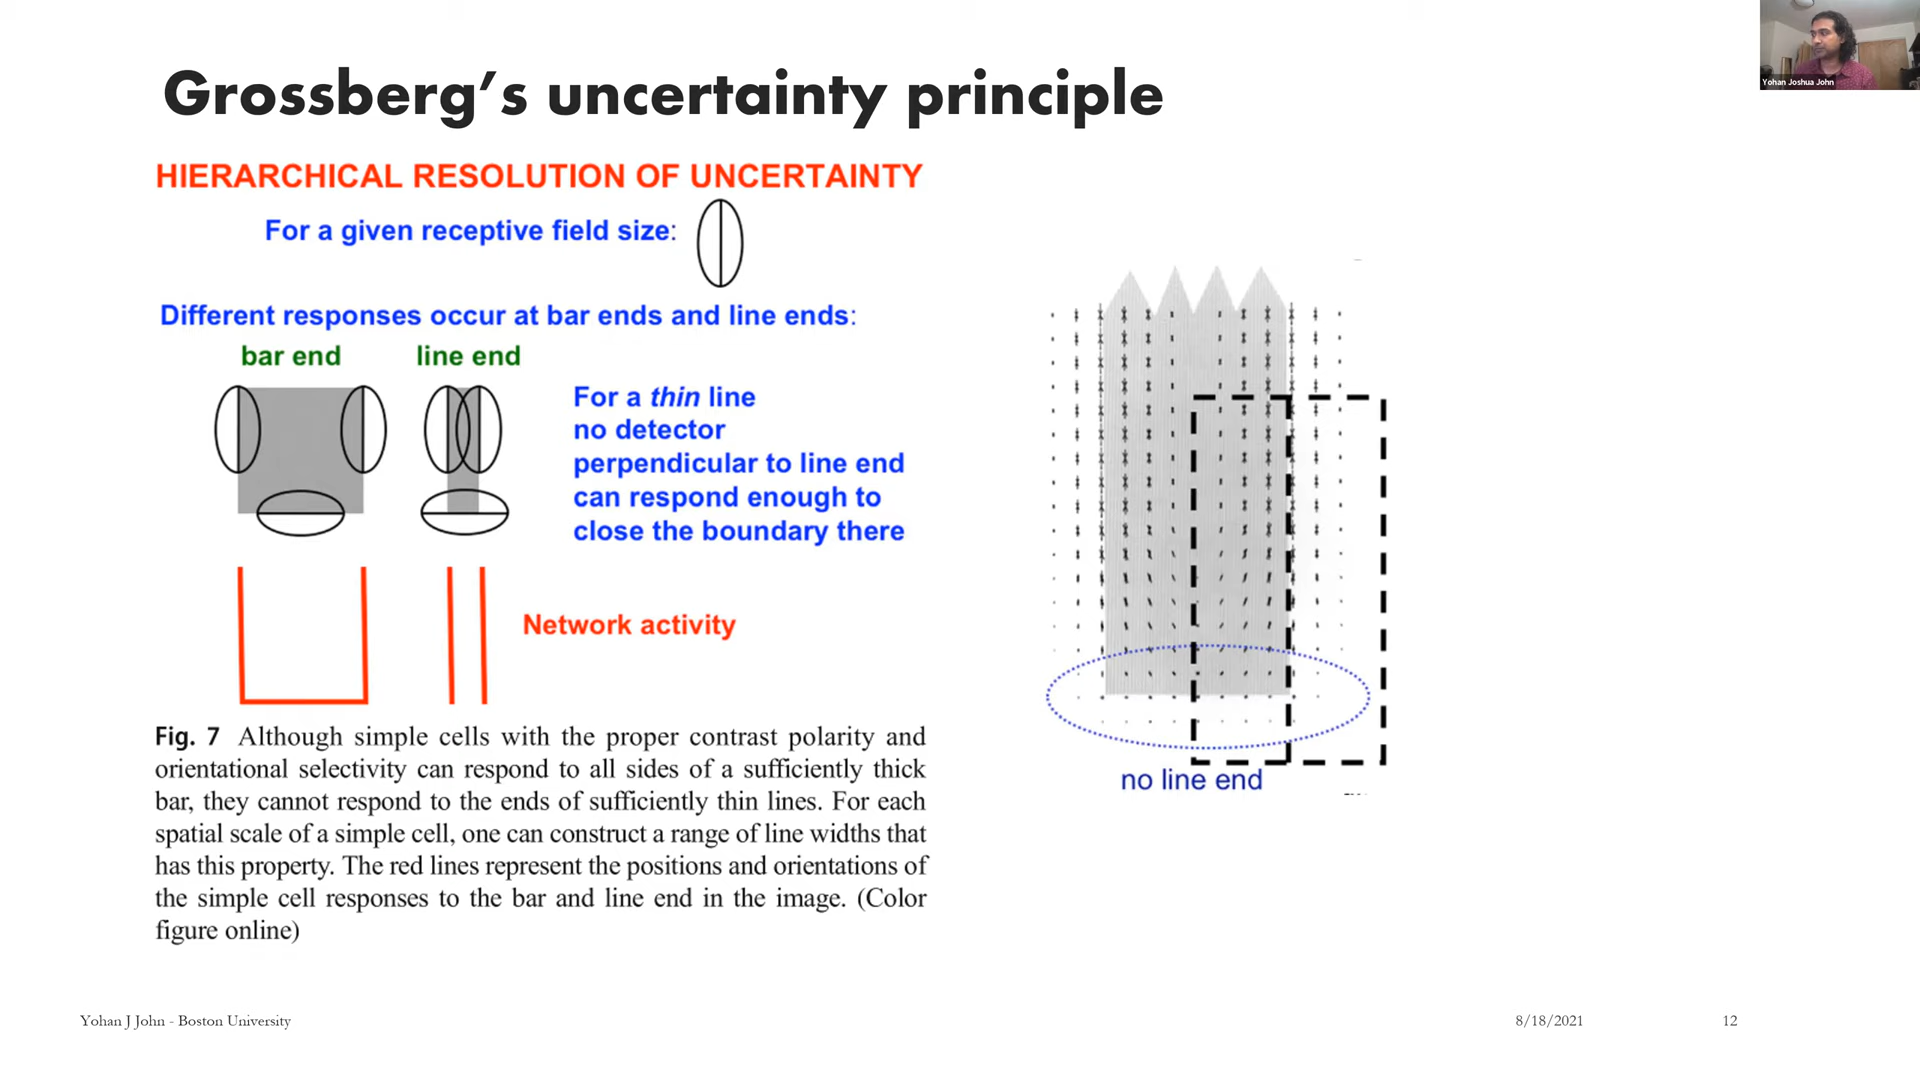 Yohan Joshua John
Grossberg’s uncertainty principle
HIERARCHICAL RESOLUTION OF UNCERTAINTY
For a given receptive field size:
Different responses occur at bar ends and line ends:
bar end
line end
For a thin line
no detector
perpendicular to line end
can respond enough to
close the boundary there
Network activity
Fig. 7 Although simple cells with the proper contrast polarity and
orientational selectivity can respond to all sides of a sufficiently thick
bar, they cannot respond to the ends of sufficiently thin lines. For each
spatial scale of a simple cell, one can construct a range of line widths that
has this property. The red lines represent the positions and orientations of
the simple cell responses to the bar and line end in the image. (Color
figure online)
no line end
Yohan J John - Boston University
8/18/2021
12